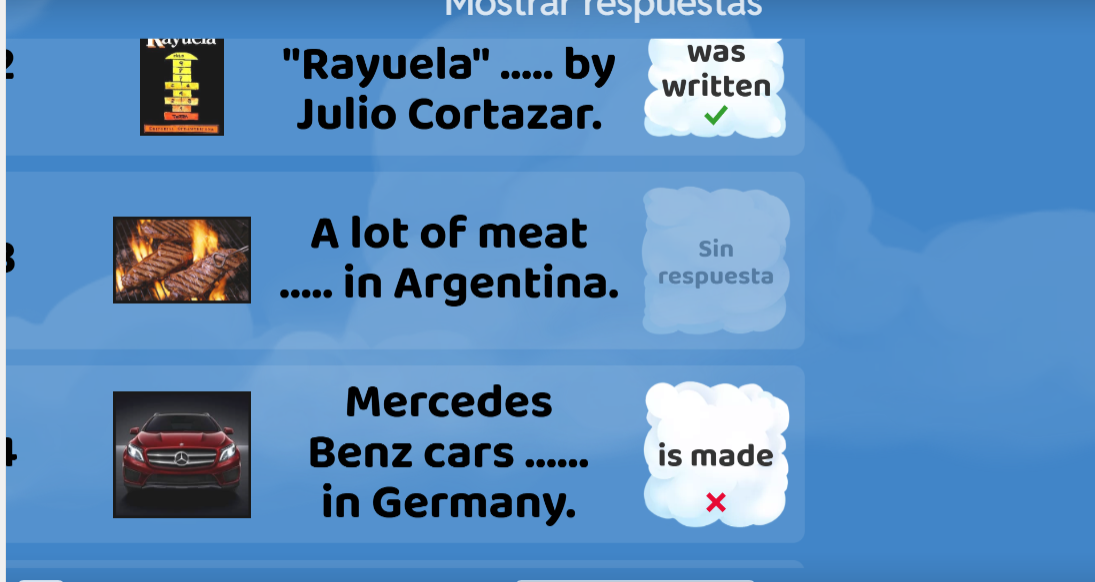 Mostrar respuestas
2
Rayuela
"Rayuela" ..... by
Julio Cortazar.
was
written
3
A lot of meat
..... in Argentina.
Sin
respuesta
4
Mercedes
Benz cars ......
in Germany.
is made